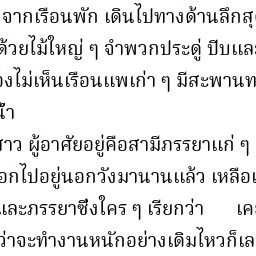 จากเรือนพัก เดินไปทางด้านลึกสุ
ด้วยไม้ใหญ่ ๆ จำพวกประดู่ ปีบและ
องไม่เห็นเรือนแพเก่า ๆ มีสะพานท
น้ำ
สาว ผู้อาศัยอยู่คือสามีภรรยาแก่ ๆ
อกไปอยู่นอกวังมานานแล้ว เหลือแ
และภรรยาซึ่งใคร ๆ เรียกว่า เค
ว่าจะทำงานหนักอย่างเดิมไหวก็เล